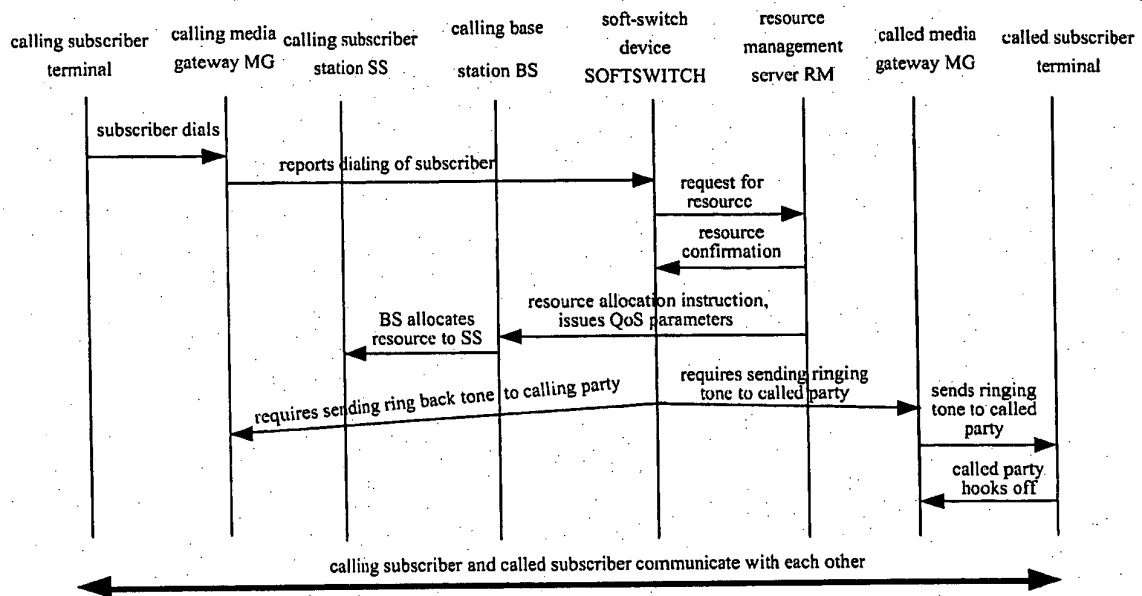 calling subscriber
terminal
calling media
gateway MG
calling subscriber
station SS
calling base
station BS
soft-switch
device
SOFTSWITCH
resource
management
server RM
called media
gateway MG
called subscriber
terminal
subscriber dials
reports dialing of subscriber
request for
resource
resource
confirmation
resource allocation instruction,
issues QoS parameters
BS allocates
resource to SS
requires sending ring back tone to calling party
requires sending ringing
tone to called party
sends ringing
tone to called
party
called party
hooks off
calling subscriber and called subscriber communicate with each other